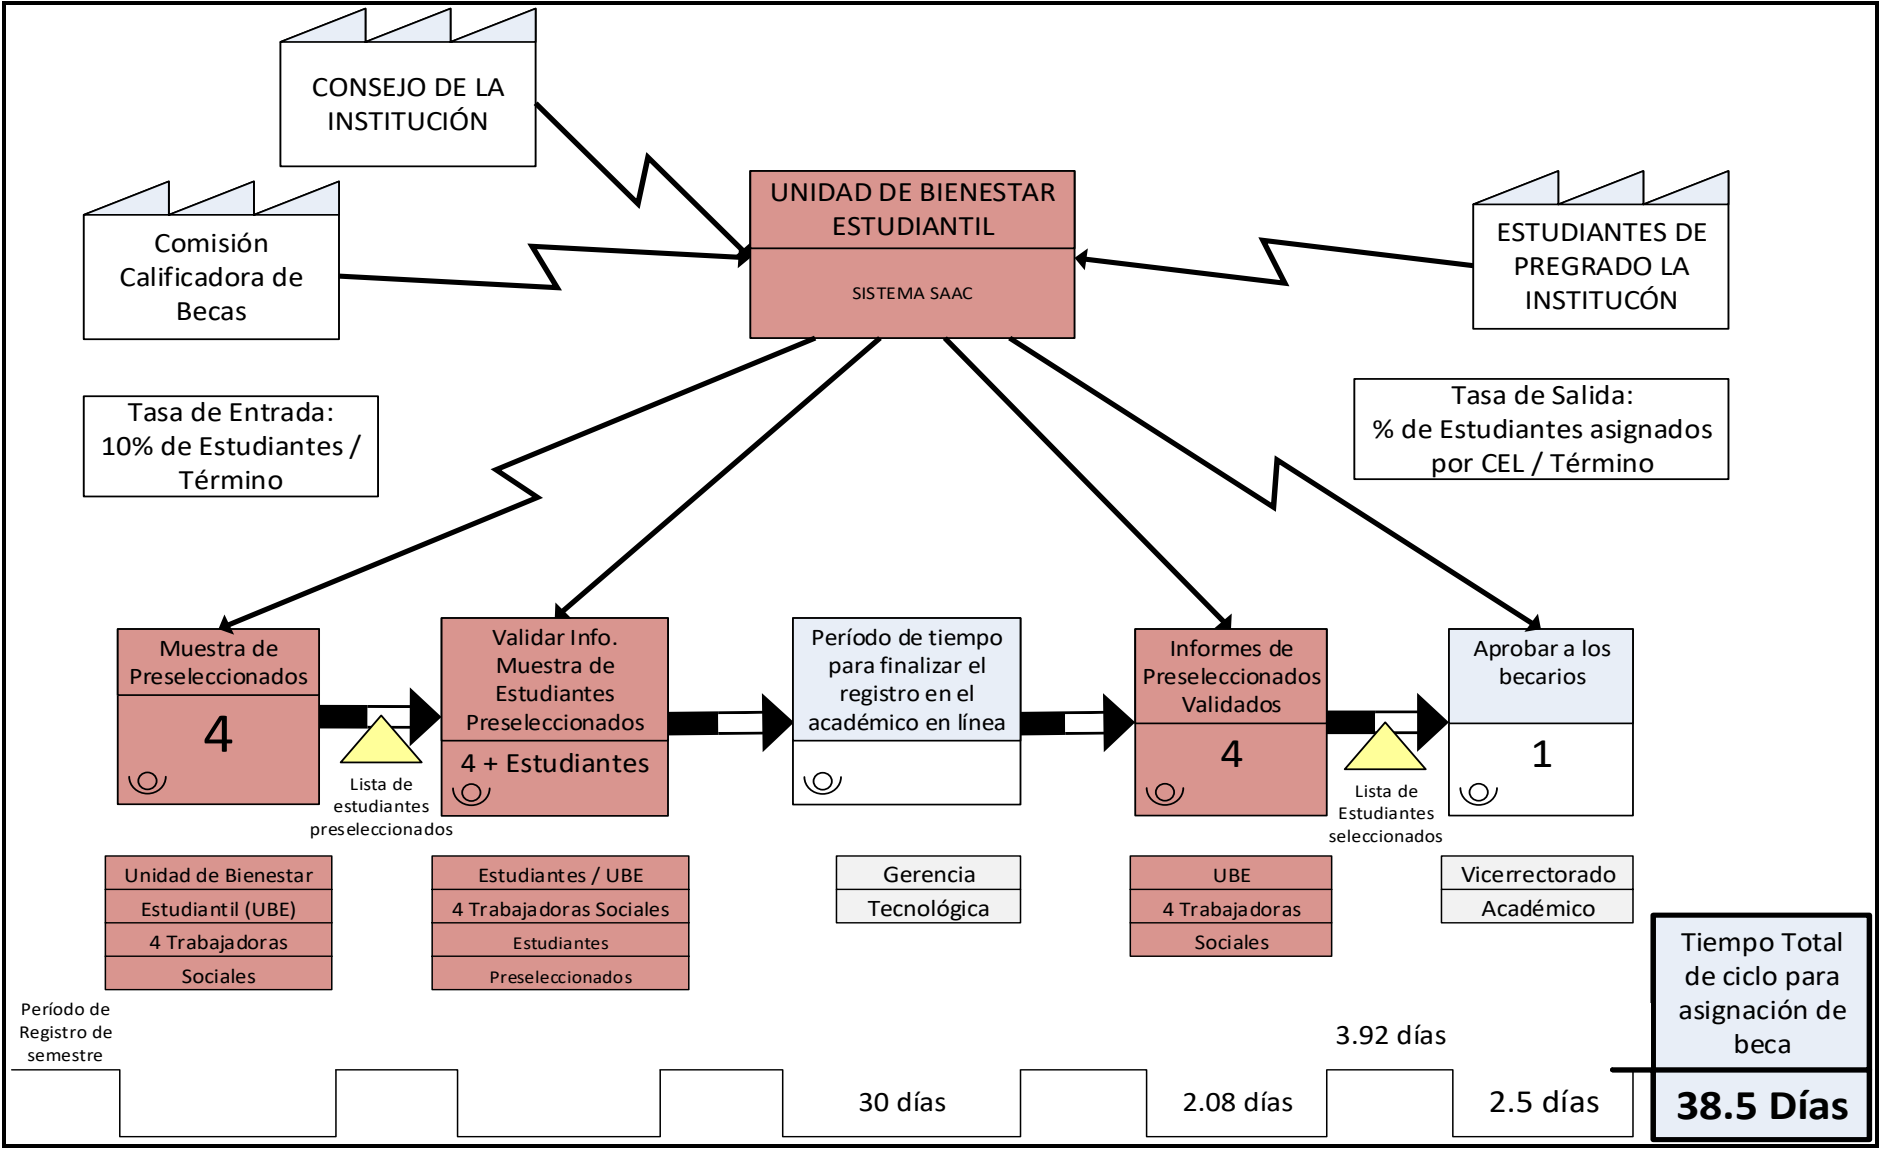 CONSEJO DE LA
INSTITUCIÓN
Comisión
Calificadora de
Becas
UNIDAD DE BIENESTAR
ESTUDIANTIL
SISTEMA SAAC
ESTUDIANTES DE
PREGRADO LA
INSTITUCÓN
Tasa de Entrada:
10% de Estudiantes /
Término
Tasa de Salida:
% de Estudiantes asignados
por CEL / Término
Muestra de
Preseleccionados
4
Lista de
estudiantes
preseleccionados
Validar Info.
Muestra de
Estudiantes
Preseleccionados
4 + Estudiantes
Período de tiempo
para finalizar el
registro en el
académico en línea
Informes de
Preseleccionados
Validados
4
Lista de
Estudiantes
seleccionados
Aprobar a los
becarios
1
Unidad de Bienestar
Estudiantil (UBE)
4 Trabajadoras
Sociales
Estudiantes / UBE
4 Trabajadoras Sociales
Estudiantes
Preseleccionados
Gerencia
Tecnológica
UBE
4 Trabajadoras
Sociales
Vicerrectorado
Académico
Período de
Registro de
semestre
30 días
2.08 días
3.92 días
2.5 días
Tiempo Total
de ciclo para
asignación de
beca
38.5 Días